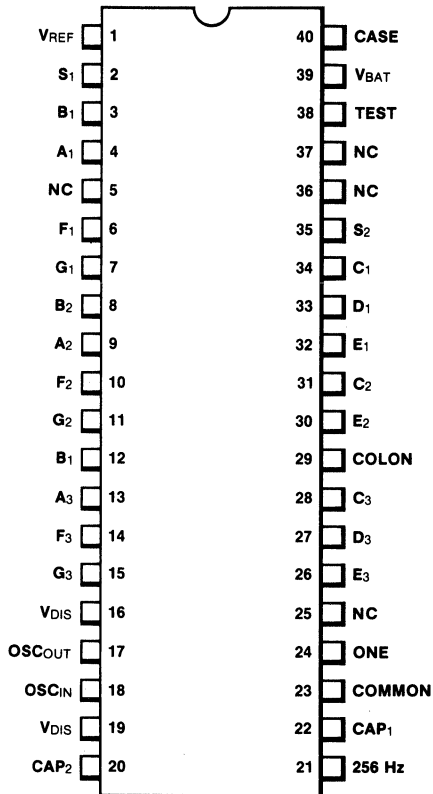 VREF 1 40 CASE
S1 2 39 VBAT
B1 3 38 TEST
A1 4 37 NC
NC 5 36 NC
F1 6 35 S2
G1 7 34 C1
B2 8 33 D1
A2 9 32 E1
F2 10 31 C2
G2 11 30 E2
B1 12 29 COLON
A3 13 28 C3
F3 14 27 D3
G3 15 26 E3
VDIS 16 25 NC
OSCOUT 17 24 ONE
OSCIN 18 23 COMMON
VDIS 19 22 CAP1
CAP2 20 21 256 Hz